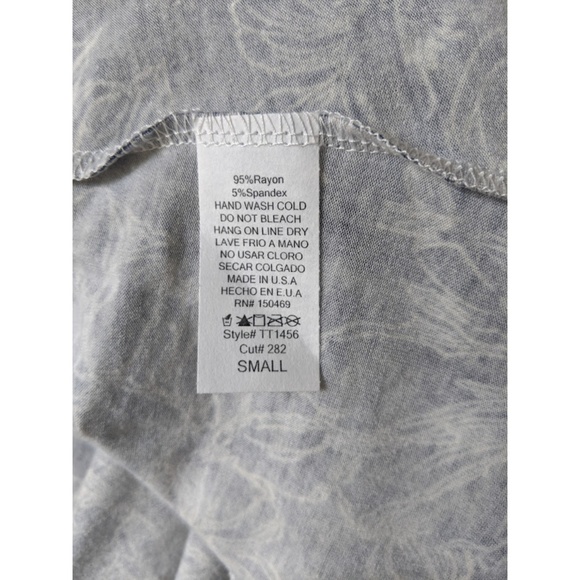 95%Rayon
5%Spandex
HAND WASH COLD
DO NOT BLEACH
HANG ON LINE DRY
LAVE FRIO A MANO
NO USAR CLORO
SECAR COLGADO
MADE IN U.S.A
HECHO EN E.U.A
RN# 150469
Style# TT1456
Cut# 282
SMALL